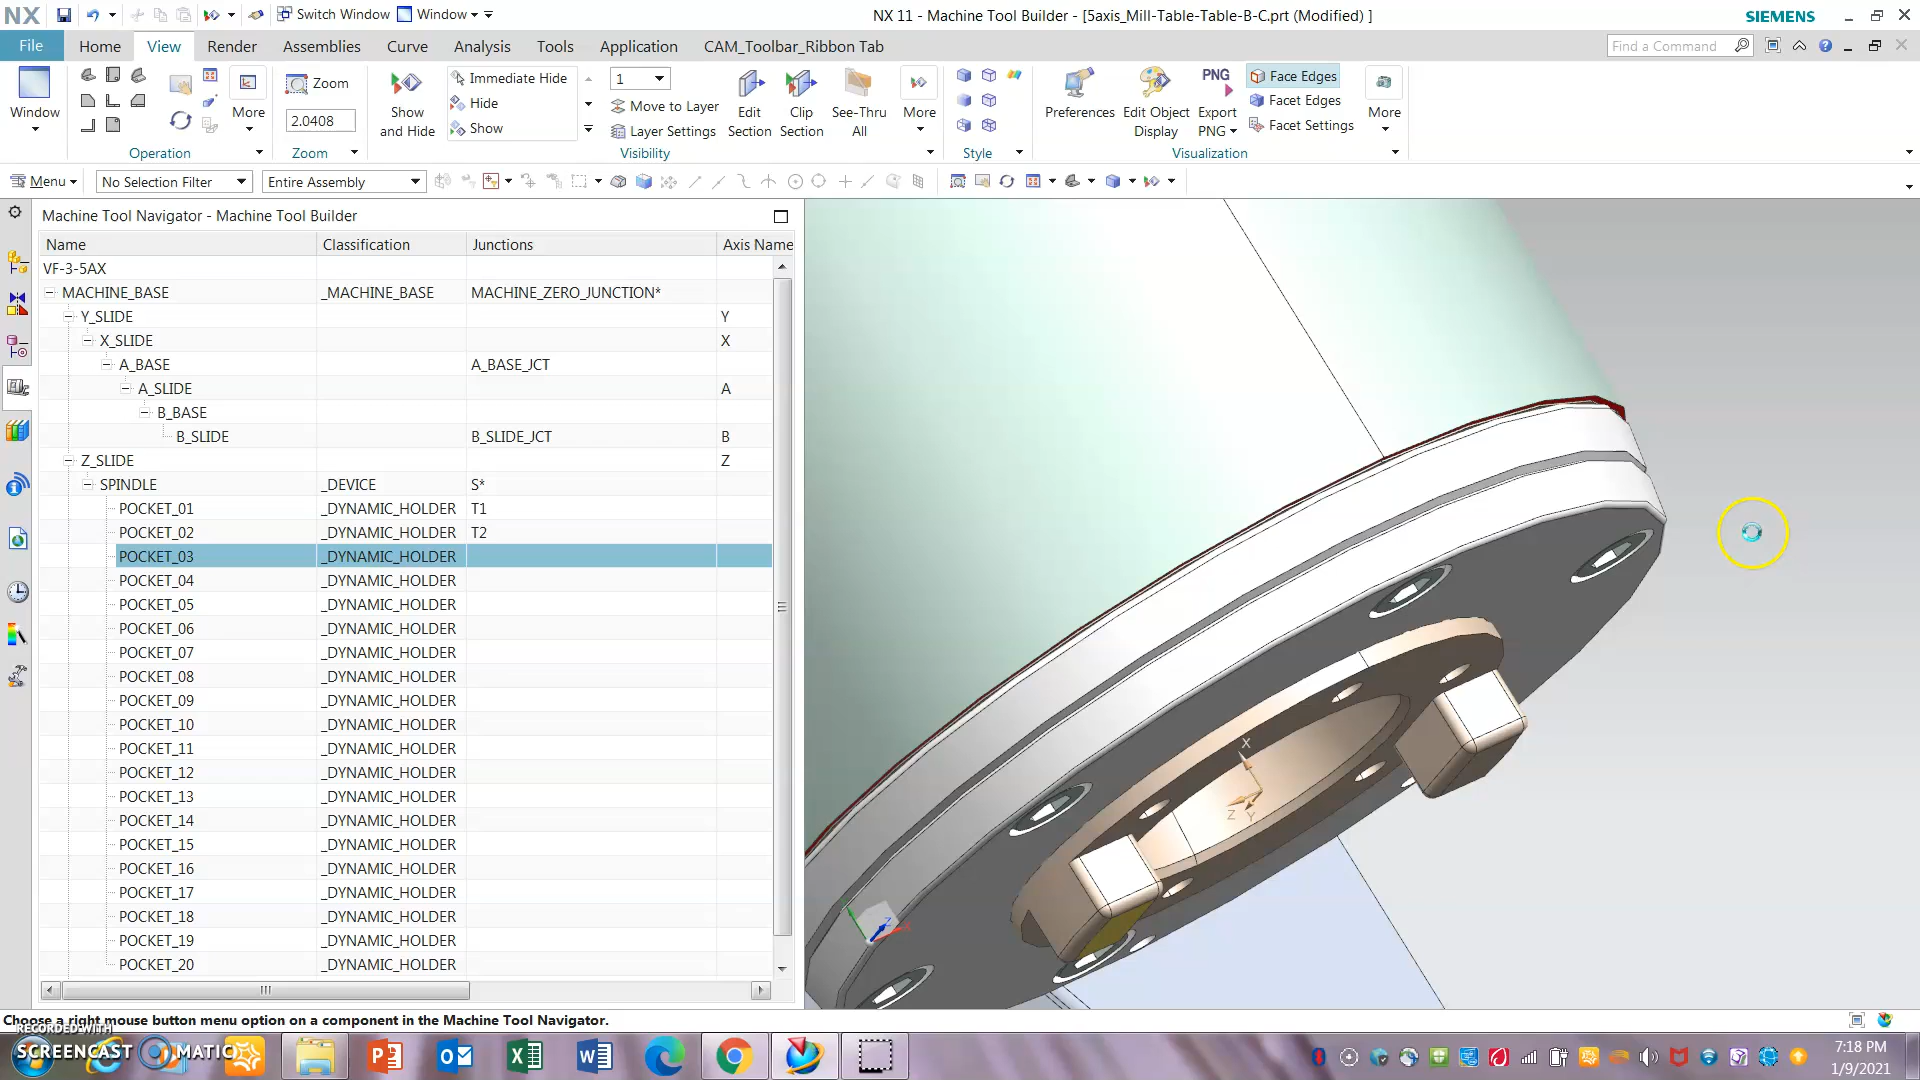 NX
Switch Window
Window
NX 11 - Machine Tool Builder - [5axis_Mill-Table-Table-B-C.prt (Modified) ]
SIEMENS
File
Home
View
Render
Assemblies
Curve
Analysis
Tools
Application
CAM_Toolbar_Ribbon Tab
Find a Command
Window
More
Operation
Zoom
2.0408
Zoom
Show and Hide
Immediate Hide
Hide
Show
1
Move to Layer
Layer Settings
Visibility
Edit Section
Clip Section
See-Thru All
More
Style
Preferences
Edit Object Display
PNG
Export PNG
Face Edges
Facet Edges
Facet Settings
Visualization
More
Menu
No Selection Filter
Entire Assembly
Machine Tool Navigator - Machine Tool Builder
Name Classification Junctions Axis Name
VF-3-5AX
MACHINE_BASE _MACHINE_BASE MACHINE_ZERO_JUNCTION*
Y_SLIDE Y
X_SLIDE X
A_BASE A_BASE_JCT
A_SLIDE A
B_BASE
B_SLIDE B_SLIDE_JCT B
Z_SLIDE Z
SPINDLE _DEVICE S*
POCKET_01 _DYNAMIC_HOLDER T1
POCKET_02 _DYNAMIC_HOLDER T2
POCKET_03 _DYNAMIC_HOLDER
POCKET_04 _DYNAMIC_HOLDER
POCKET_05 _DYNAMIC_HOLDER
POCKET_06 _DYNAMIC_HOLDER
POCKET_07 _DYNAMIC_HOLDER
POCKET_08 _DYNAMIC_HOLDER
POCKET_09 _DYNAMIC_HOLDER
POCKET_10 _DYNAMIC_HOLDER
POCKET_11 _DYNAMIC_HOLDER
POCKET_12 _DYNAMIC_HOLDER
POCKET_13 _DYNAMIC_HOLDER
POCKET_14 _DYNAMIC_HOLDER
POCKET_15 _DYNAMIC_HOLDER
POCKET_16 _DYNAMIC_HOLDER
POCKET_17 _DYNAMIC_HOLDER
POCKET_18 _DYNAMIC_HOLDER
POCKET_19 _DYNAMIC_HOLDER
POCKET_20 _DYNAMIC_HOLDER
X
Z Y
Choose a right mouse button menu option on a component in the Machine Tool Navigator.
RECORDED WITH
SCREENCAST MATIC
7:18 PM
1/9/2021